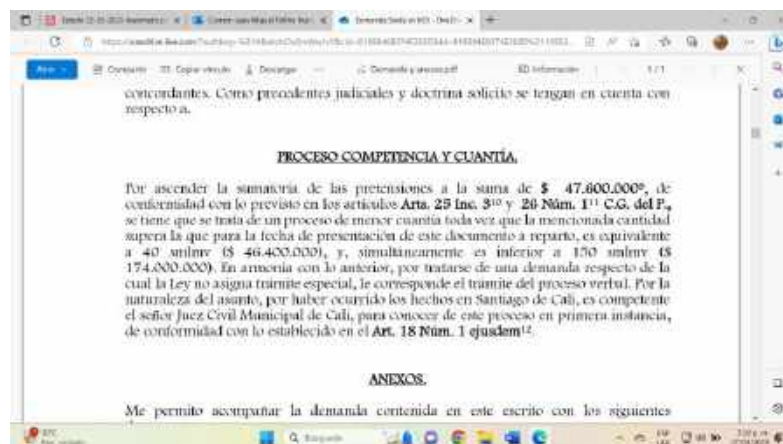 Demanda y anexos.pdf
1/1
concordantes. Como precedentes judiciales y doctrina solicito se tengan en cuenta con
respecto a.
PROCESO COMPETENCIA Y CUANTÍA.
Por ascender la sumatoria de las pretensiones a la suma de $ 47.600.000⁹, de
conformidad con lo previsto en los artículos Arts. 25 Inc. 3¹⁰ y 26 Núm. 1¹¹ C.G. del P.,
se tiene que se trata de un proceso de menor cuantía toda vez que la mencionada cantidad
supera la que para la fecha de presentación de este documento a reparto, es equivalente
a 40 smlmv ($ 46.400.000), y, simultáneamente es inferior a 150 smlmv ($
174.000.000). En armonía con lo anterior, por tratarse de una demanda respecto de la
cual la Ley no asigna trámite especial, le corresponde el trámite del proceso verbal. Por la
naturaleza del asunto, por haber ocurrido los hechos en Santiago de Cali, es competente
el señor Juez Civil Municipal de Cali, para conocer de este proceso en primera instancia,
de conformidad con lo establecido en el Art. 18 Núm. 1 ejusdem¹².
ANEXOS.
Me permito acompañar la demanda contenida en este escrito con los siguientes